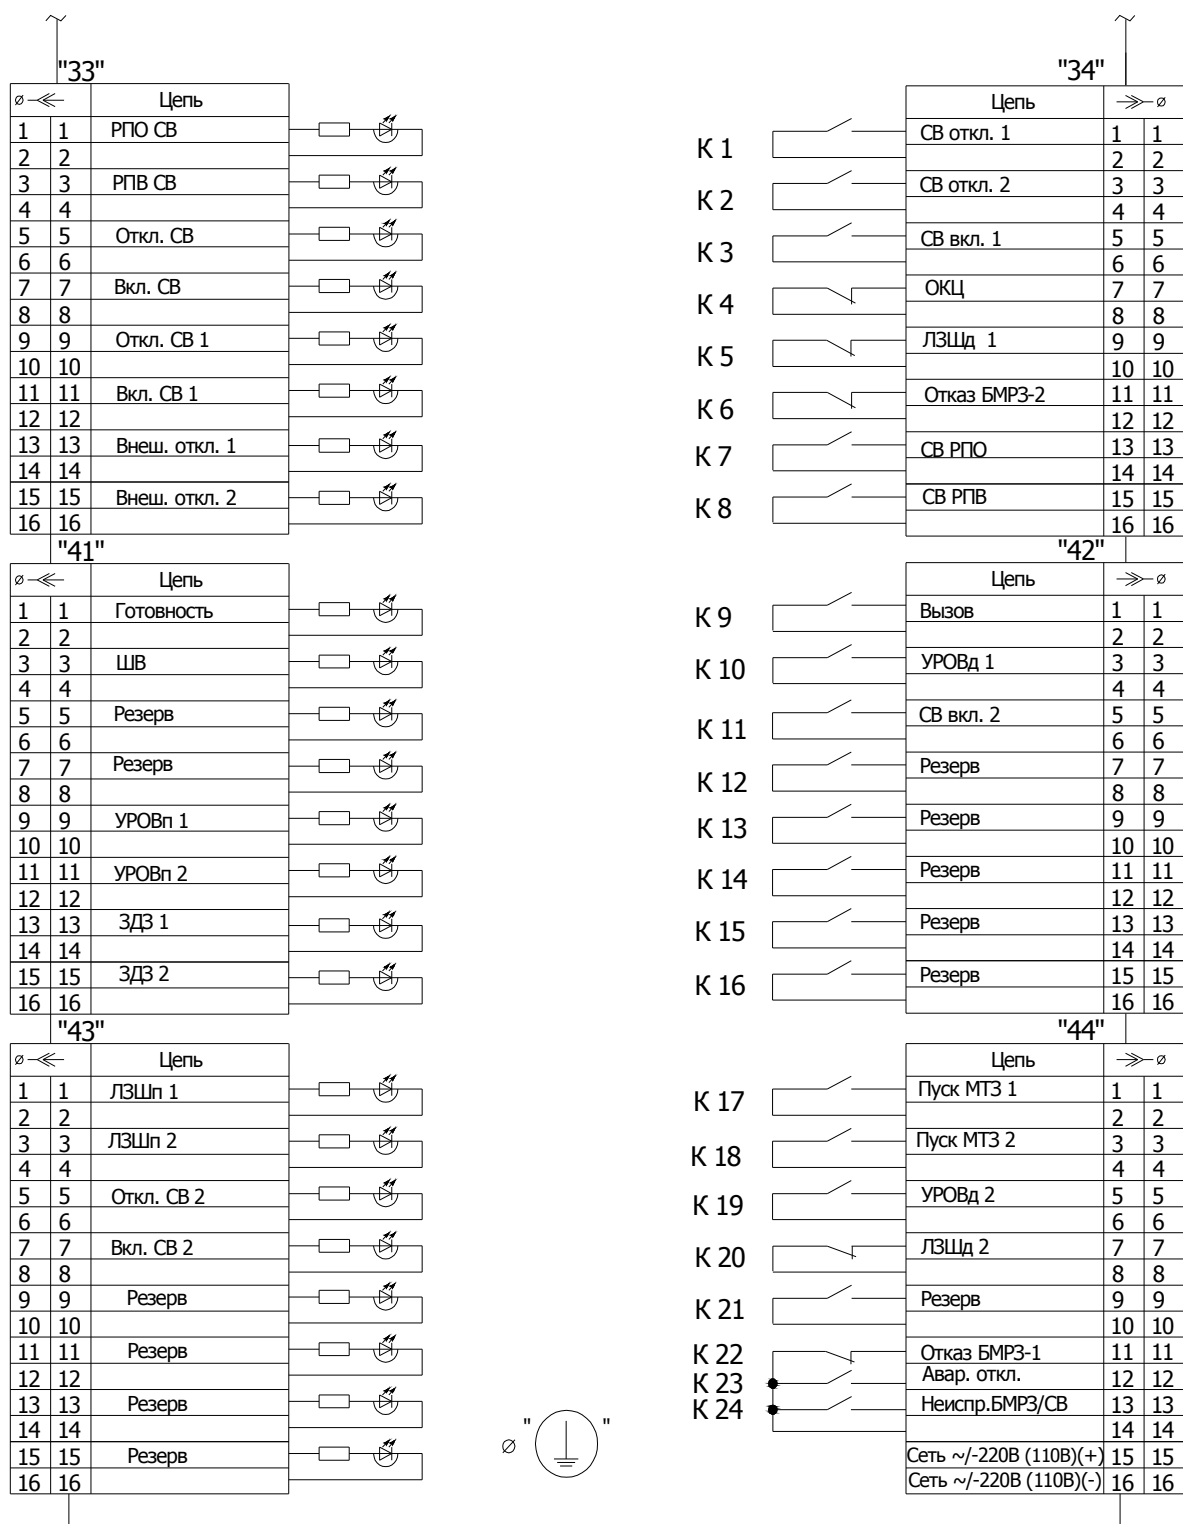 "33"
Цепь
1 1 РПО СВ
2 2
3 3 РПВ СВ
4 4
5 5 Откл. СВ
6 6
7 7 Вкл. СВ
8 8
9 9 Откл. СВ 1
10 10
11 11 Вкл. СВ 1
12 12
13 13 Внеш. откл. 1
14 14
15 15 Внеш. откл. 2
16 16
"41"
Цепь
1 1 Готовность
2 2
3 3 ШВ
4 4
5 5 Резерв
6 6
7 7 Резерв
8 8
9 9 УРОВп 1
10 10
11 11 УРОВп 2
12 12
13 13 ЗДЗ 1
14 14
15 15 ЗДЗ 2
16 16
"43"
Цепь
1 1 ЛЗШп 1
2 2
3 3 ЛЗШп 2
4 4
5 5 Откл. СВ 2
6 6
7 7 Вкл. СВ 2
8 8
9 9 Резерв
10 10
11 11 Резерв
12 12
13 13 Резерв
14 14
15 15 Резерв
16 16
" "
"34"
Цепь
К 1 СВ откл. 1 1 1
2 2
К 2 СВ откл. 2 3 3
4 4
К 3 СВ вкл. 1 5 5
6 6
К 4 ОКЦ 7 7
8 8
К 5 ЛЗШд 1 9 9
10 10
К 6 Отказ БМРЗ-2 11 11
12 12
К 7 СВ РПО 13 13
14 14
К 8 СВ РПВ 15 15
16 16
"42"
Цепь
К 9 Вызов 1 1
2 2
К 10 УРОВд 1 3 3
4 4
К 11 СВ вкл. 2 5 5
6 6
К 12 Резерв 7 7
8 8
К 13 Резерв 9 9
10 10
К 14 Резерв 11 11
12 12
К 15 Резерв 13 13
14 14
К 16 Резерв 15 15
16 16
"44"
Цепь
К 17 Пуск МТЗ 1 1 1
2 2
К 18 Пуск МТЗ 2 3 3
4 4
К 19 УРОВд 2 5 5
6 6
К 20 ЛЗШд 2 7 7
8 8
К 21 Резерв 9 9
10 10
К 22 Отказ БМРЗ-1 11 11
К 23 Авар. откл. 12 12
К 24 Неиспр.БМРЗ/СВ 13 13
14 14
Сеть ~/-220В (110В)(+) 15 15
Сеть ~/-220В (110В)(-) 16 16